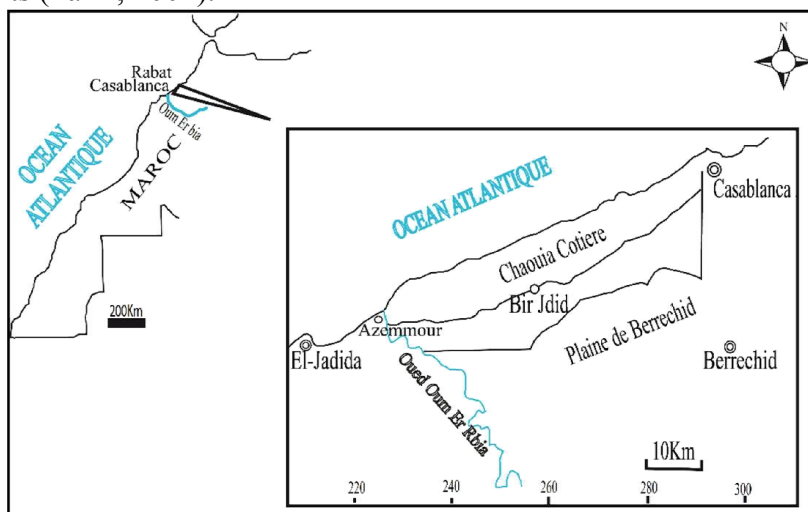 N
Rabat
Casablanca
Oum Er bia
OCEAN
ATLANTIQUE
MAROC
200Km
OCEAN ATLANTIQUE
Casablanca
Chaouia Cotiere
Bir Jdid
Azemmour
Plaine de Berrechid
El-Jadida
Berrechid
Oued Oum Er Rbia
10Km
220
240
260
280
300